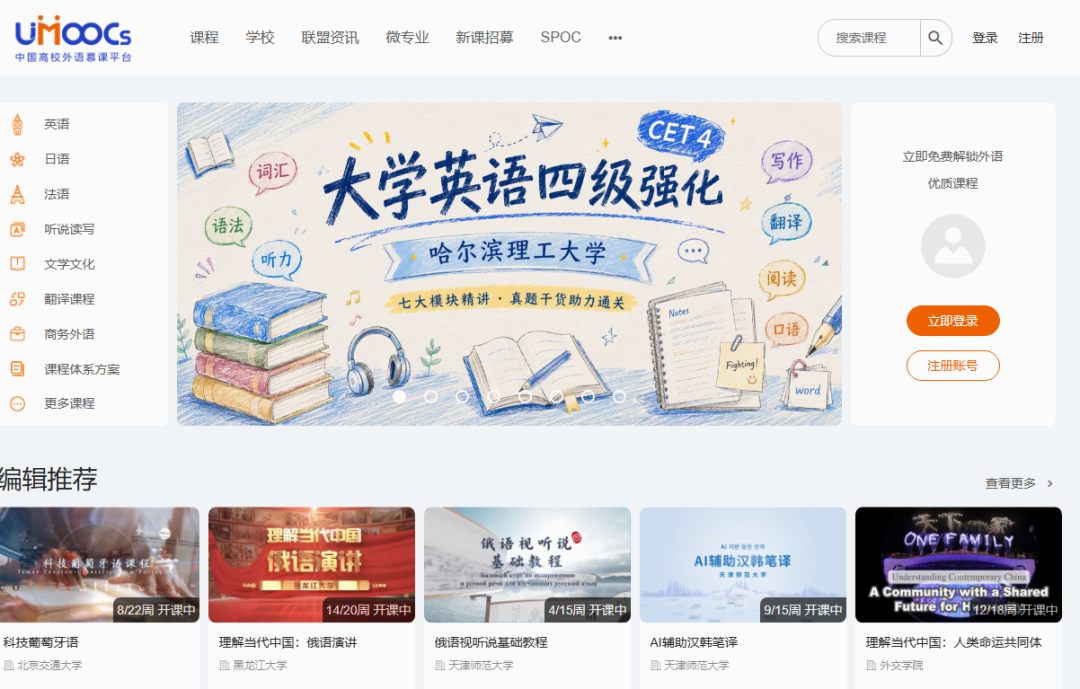 UMOOCs
中国高校外语慕课平台
课程
学校
联盟资讯
微专业
新课招募
SPOC
搜索课程
登录
注册
英语
日语
法语
听说读写
文学文化
翻译课程
商务外语
课程体系方案
更多课程
CET 4
大学英语四级强化
哈尔滨理工大学
七大模块精讲·真题干货助力通关
词汇
语法
听力
写作
翻译
阅读
口语
Notes
Fighting!
word
立即免费解锁外语
优质课程
立即登录
注册账号
编辑推荐
查看更多
科技葡萄牙语课程
8/22周 开课中
科技葡萄牙语
北京交通大学
理解当代中国
俄语演讲
黑龙江大学
14/20周 开课中
理解当代中国：俄语演讲
黑龙江大学
俄语视听说
基础教程
Базовый курс по аудированию
и устной речи для изучающих русский язык
4/15周 开课中
俄语视听说基础教程
天津师范大学
AI辅助汉韩笔译
天津师范大学
9/15周 开课中
AI辅助汉韩笔译
天津师范大学
天下一家
ONE FAMILY
Understanding Contemporary China
A Community with a Shared
Future for
12/18周 开课中
理解当代中国：人类命运共同体
外交学院